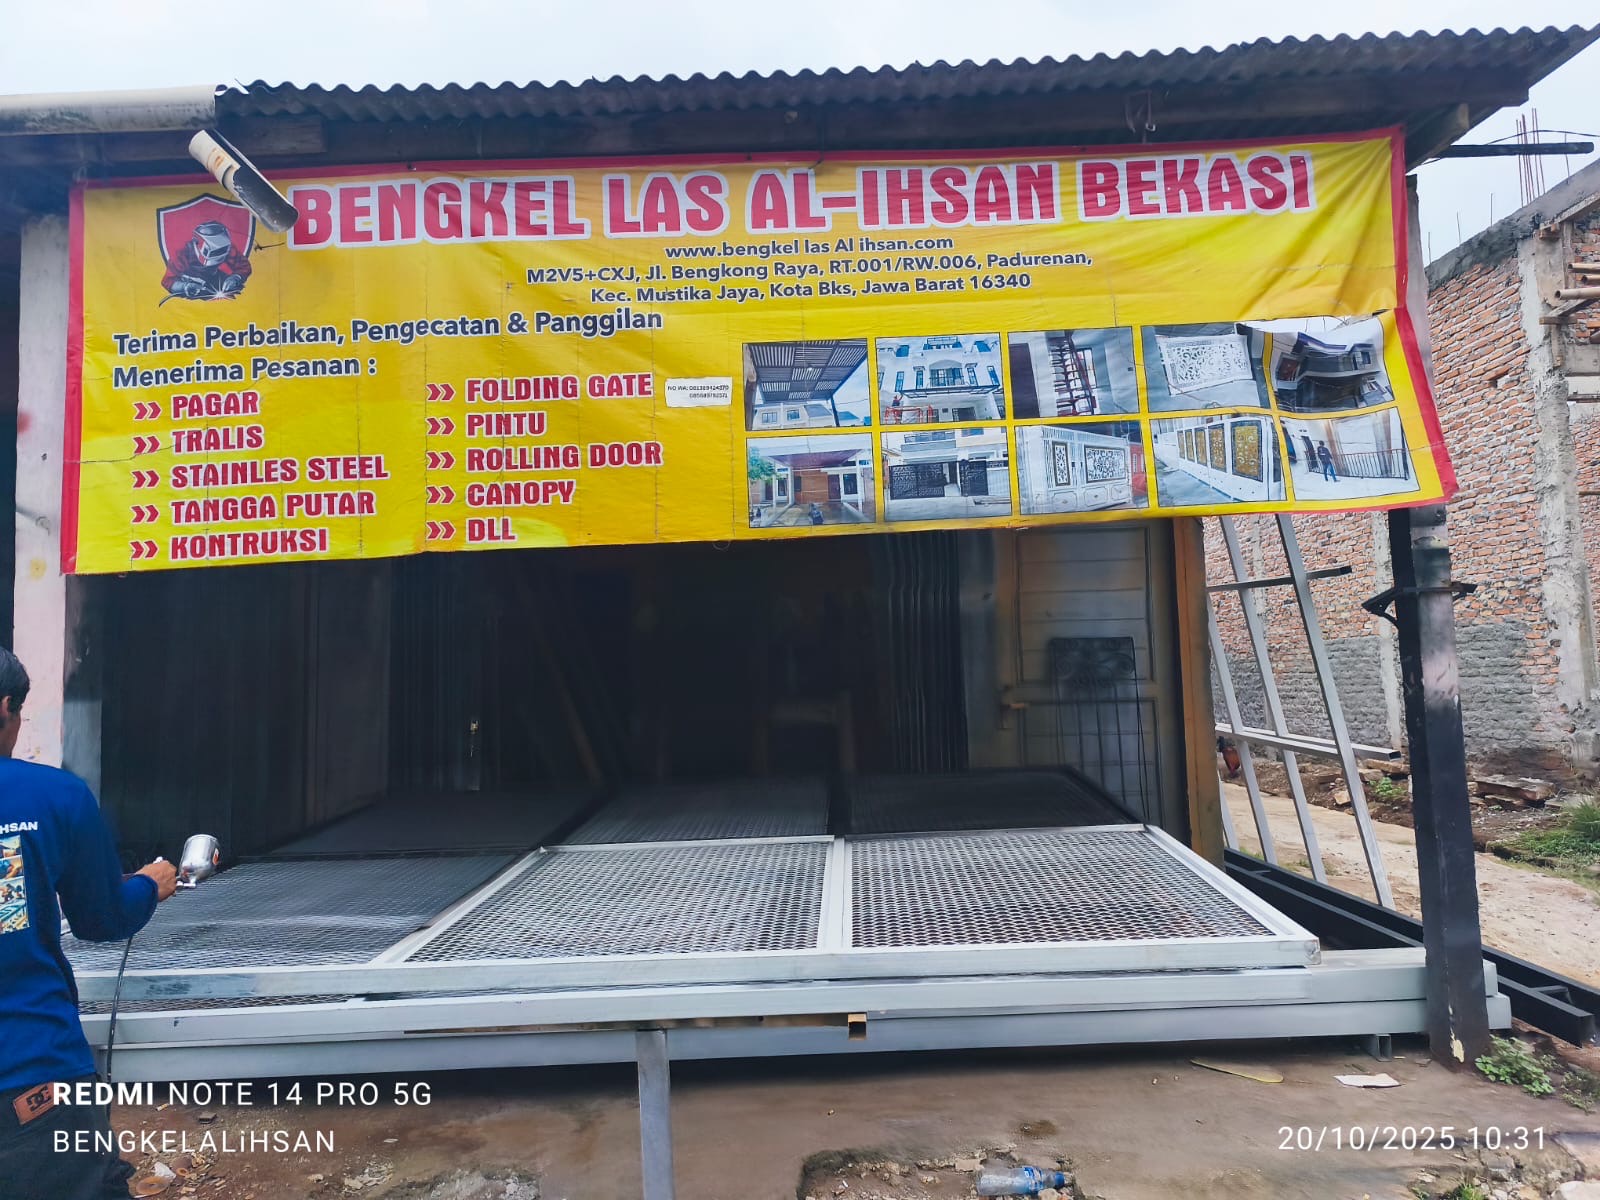 BENGKEL LAS AL-IHSAN BEKASI
www.bengkel las Al ihsan.com
M2V5+CXJ, Jl. Bengkong Raya, RT.001/RW.006, Padurenan,
Kec. Mustika Jaya, Kota Bks, Jawa Barat 16340
Terima Perbaikan, Pengecatan & Panggilan
Menerima Pesanan :
>> PAGAR
>> TRALIS
>> STAINLES STEEL
>> TANGGA PUTAR
>> KONTRUKSI
>> FOLDING GATE
>> PINTU
>> ROLLING DOOR
>> CANOPY
>> DLL
NO WA:
HSAN
REDMI NOTE 14 PRO 5G
BENGKELALiHSAN
20/10/2025 10:31